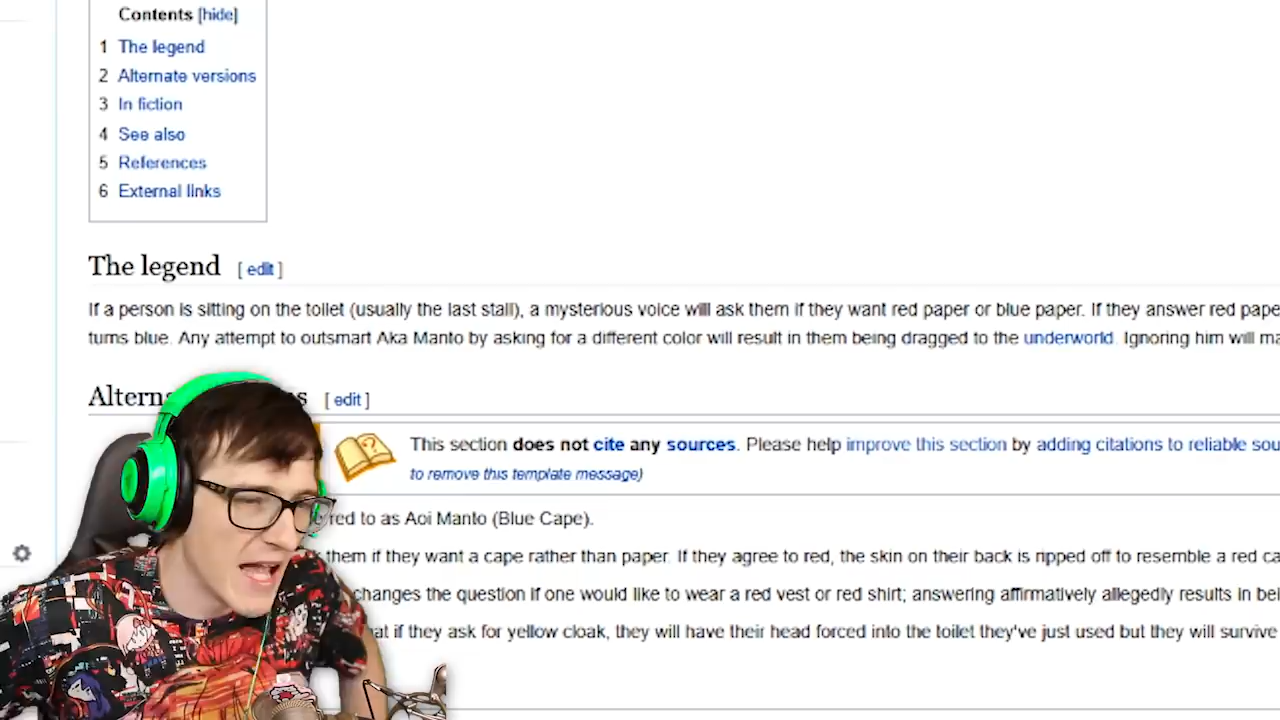 Contents [hide]
1 The legend
2 Alternate versions
3 In fiction
4 See also
5 References
6 External links
The legend [ edit ]
If a person is sitting on the toilet (usually the last stall), a mysterious voice will ask them if they want red paper or blue paper. If they answer red pape
turns blue. Any attempt to outsmart Aka Manto by asking for a different color will result in them being dragged to the underworld. Ignoring him will ma
Altern s [ edit ]
This section does not cite any sources. Please help improve this section by adding citations to reliable sou
to remove this template message)
red to as Aoi Manto (Blue Cape).
them if they want a cape rather than paper. If they agree to red, the skin on their back is ripped off to resemble a red ca
changes the question if one would like to wear a red vest or red shirt; answering affirmatively allegedly results in bei
at if they ask for yellow cloak, they will have their head forced into the toilet they've just used but they will survive